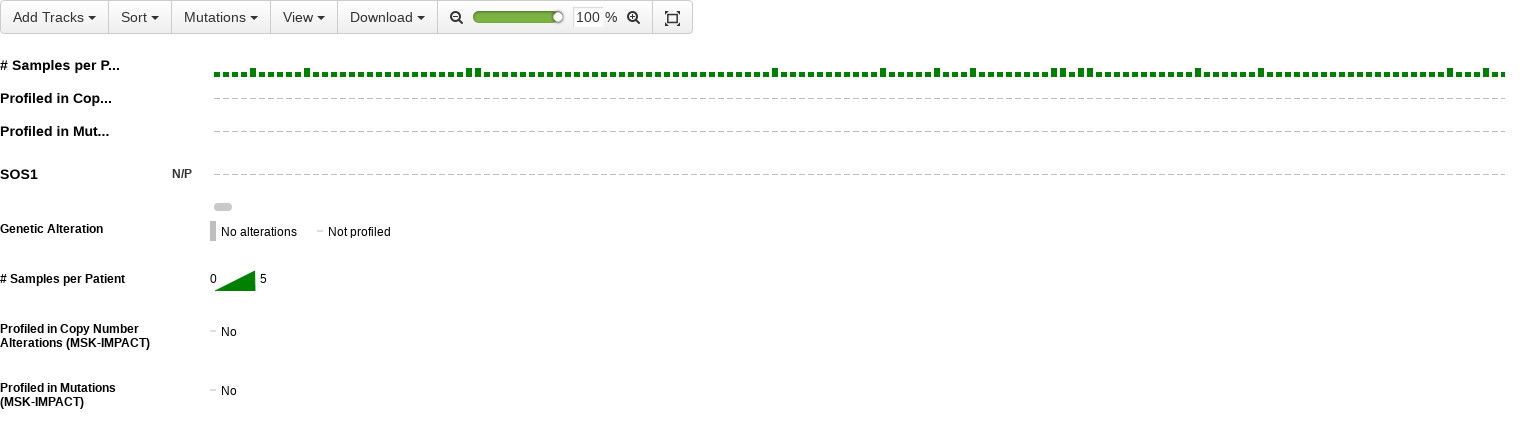 Add Tracks Sort Mutations View Download 100 %
# Samples per P...
Profiled in Cop...
Profiled in Mut...
SOS1 N/P
Genetic Alteration No alterations Not profiled
# Samples per Patient 0 5
Profiled in Copy Number
Alterations (MSK-IMPACT) No
Profiled in Mutations
(MSK-IMPACT) No